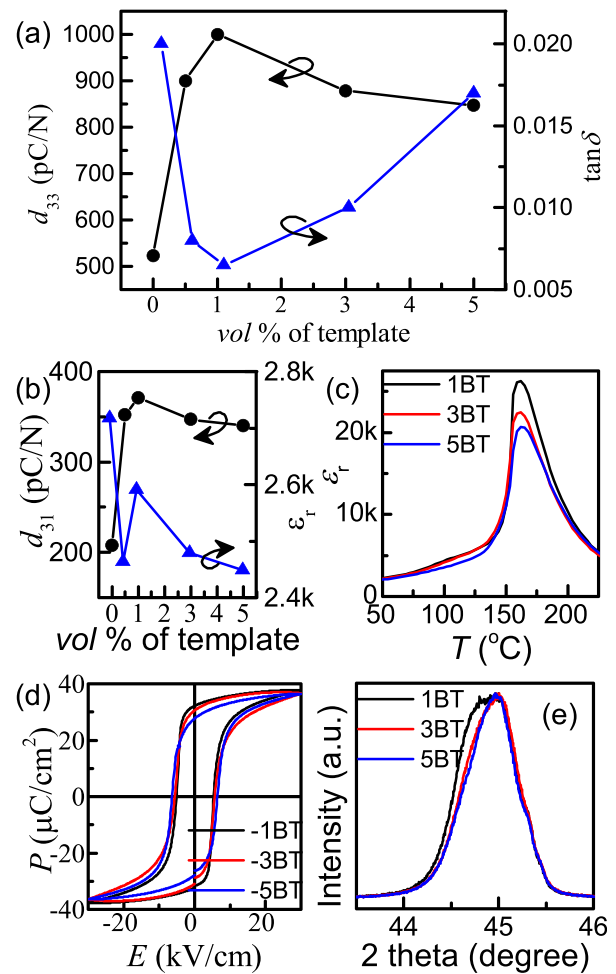 (a)
1000
900
800
700
600
500
d33 (pC/N)
0.020
0.015
0.010
0.005
tanδ
0 1 2 3 4 5
vol % of template
(b)
400
350
300
250
200
d31 (pC/N)
2.8k
2.6k
2.4k
εr
0 1 2 3 4 5
vol % of template
(c)
1BT
3BT
5BT
20k
10k
0
εr
50 100 150 200
T (°C)
(d)
40
20
0
-20
-40
Pr (μC/cm²)
-1BT
-3BT
-5BT
-20 0 20
E (kV/cm)
(e)
1BT
3BT
5BT
Intensity (a.u.)
44 45 46
2 theta (degree)